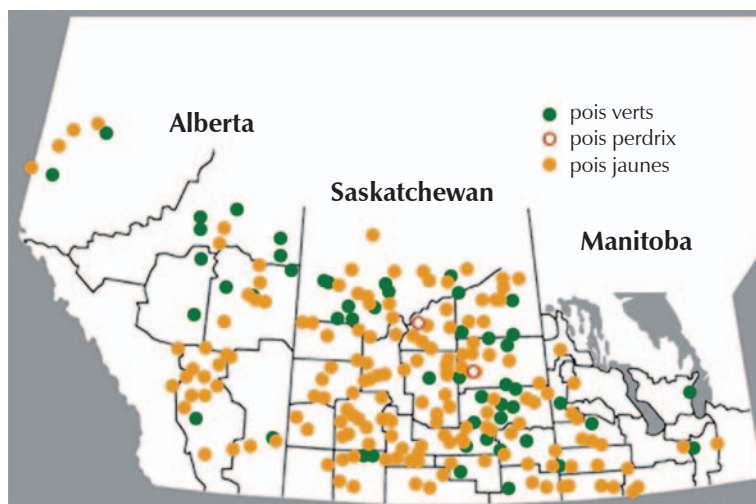 Alberta
Saskatchewan
Manitoba
pois verts
pois perdrix
pois jaunes